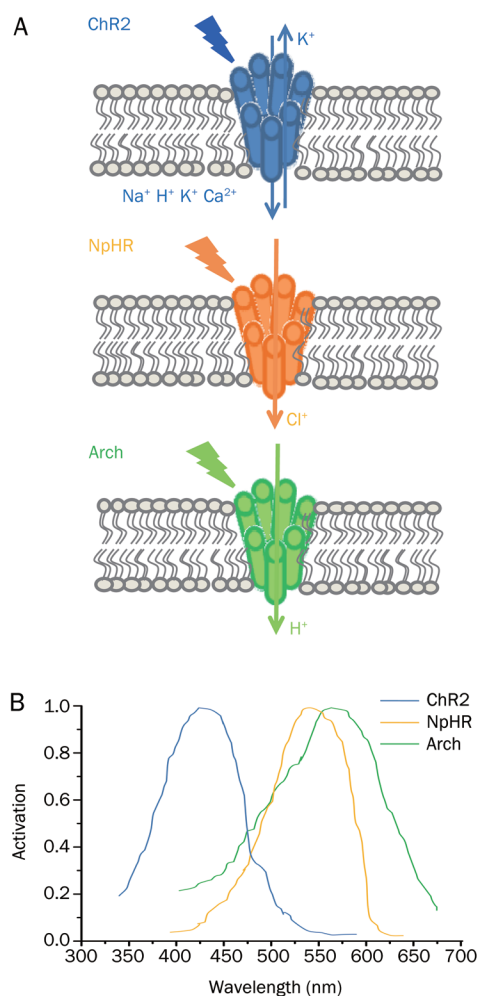 A
ChR2
K⁺
Na⁺ H⁺ K⁺ Ca²⁺
NpHR
Cl⁺
Arch
H⁺
B
ChR2
NpHR
Arch
Activation
1.0
0.8
0.6
0.4
0.2
0.0
300 350 400 450 500 550 600 650 700
Wavelength (nm)